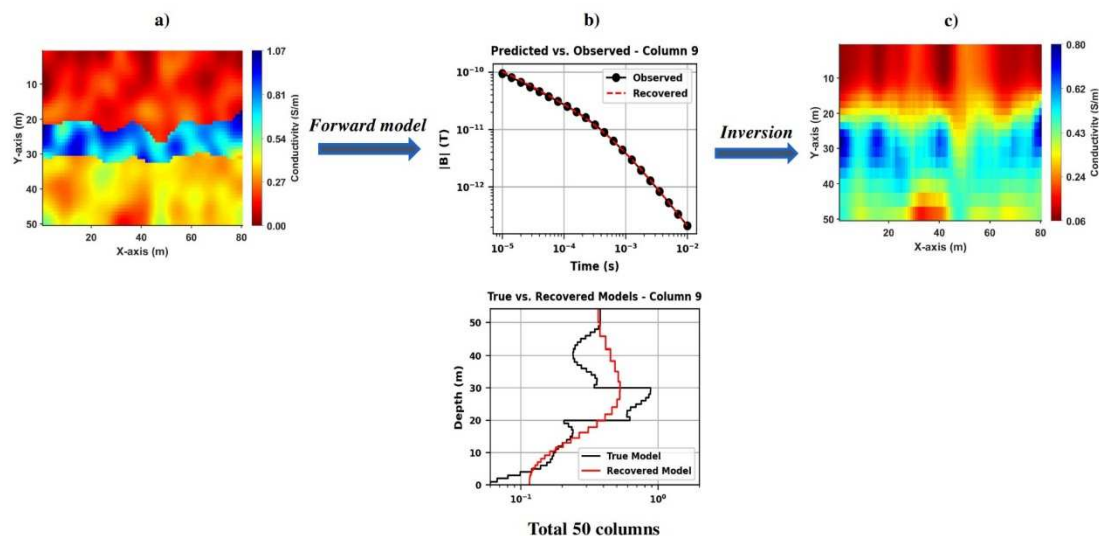 a)
b)
c)
Predicted vs. Observed - Column 9
Observed
Recovered
|B| (T)
10⁻¹⁰
10⁻¹¹
10⁻¹²
10⁻⁵
10⁻⁴
10⁻³
10⁻²
Time (s)
Y-axis (m)
10
20
30
40
50
20
40
60
80
X-axis (m)
1.07
0.80
0.51
0.27
0.00
Conductivity (S/m)
Forward model
Inversion
Y-axis (m)
10
20
30
40
50
20
40
60
80
X-axis (m)
0.80
0.61
0.43
0.24
0.06
Conductivity (S/m)
True vs. Recovered Models - Column 9
Depth (m)
50
40
30
20
10
0
True Model
Recovered Model
10⁻¹
10⁰
Total 50 columns